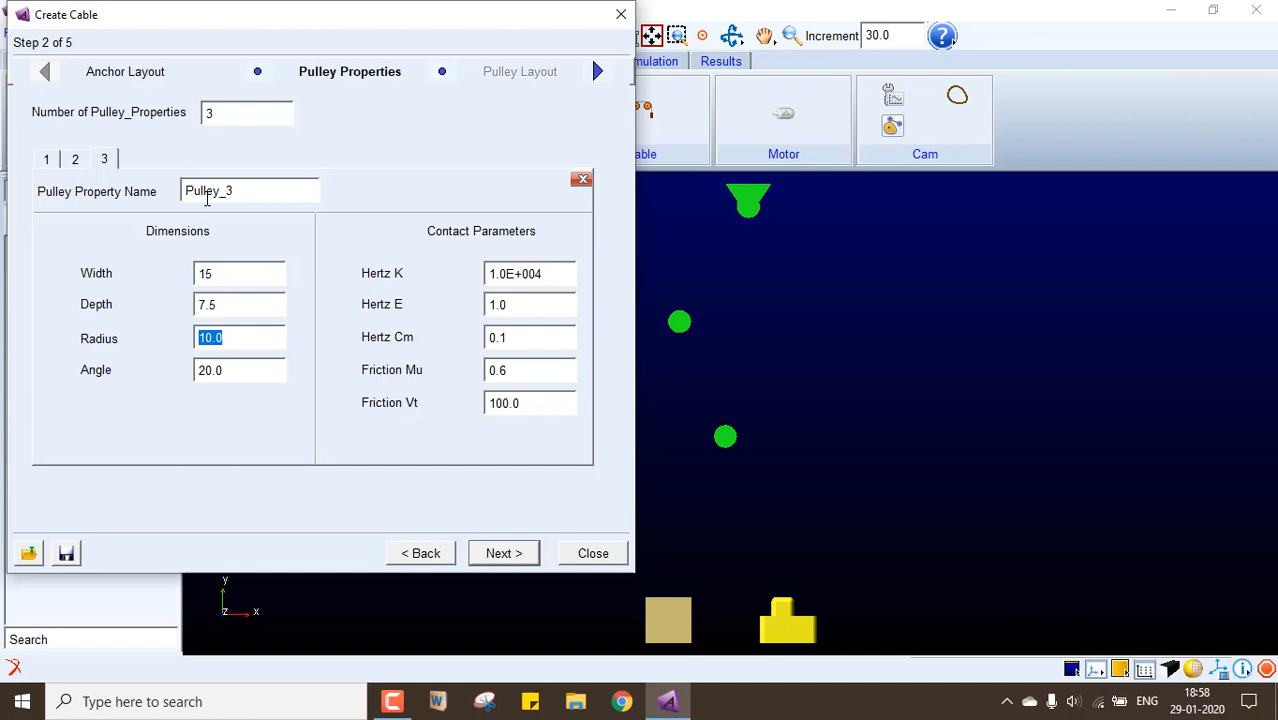 Create Cable
Step 2 of 5
Anchor Layout
Pulley Properties
Pulley Layout
Number of Pulley_Properties
3
1
2
3
Pulley Property Name
Pulley_3
Dimensions
Width
15
Depth
7.5
Radius
10.0
Angle
20.0
Contact Parameters
Hertz K
1.0E+004
Hertz E
1.0
Hertz Cm
0.1
Friction Mu
0.6
Friction Vt
100.0
< Back
Next >
Close
Increment
30.0
?
mulation
Results
able
Motor
Cam
y
z
x
Search
Type here to search
ENG
18:58
29-01-2020